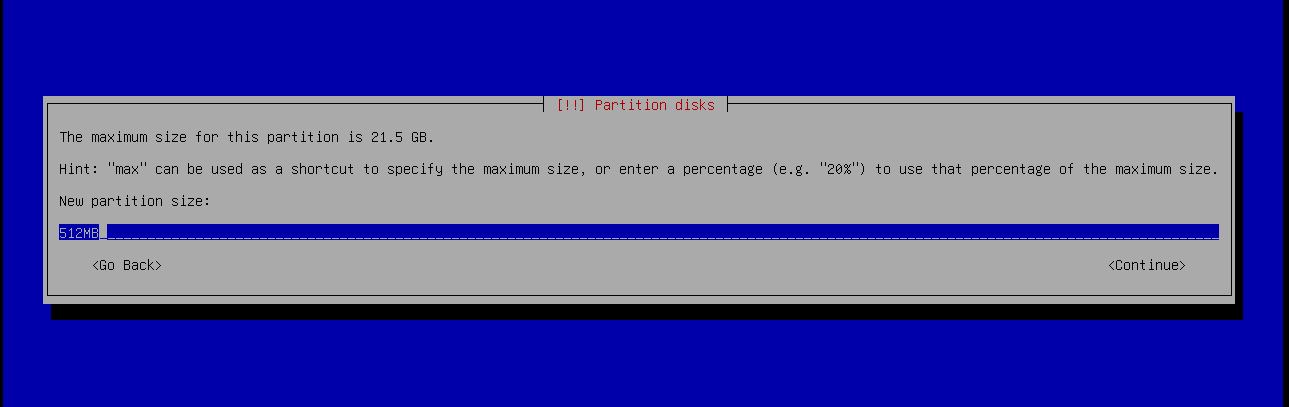 [!!] Partition disks
The maximum size for this partition is 21.5 GB.
Hint: "max" can be used as a shortcut to specify the maximum size, or enter a percentage (e.g. "20%") to use that percentage of the maximum size.
New partition size:
512MB
<Go Back> <Continue>